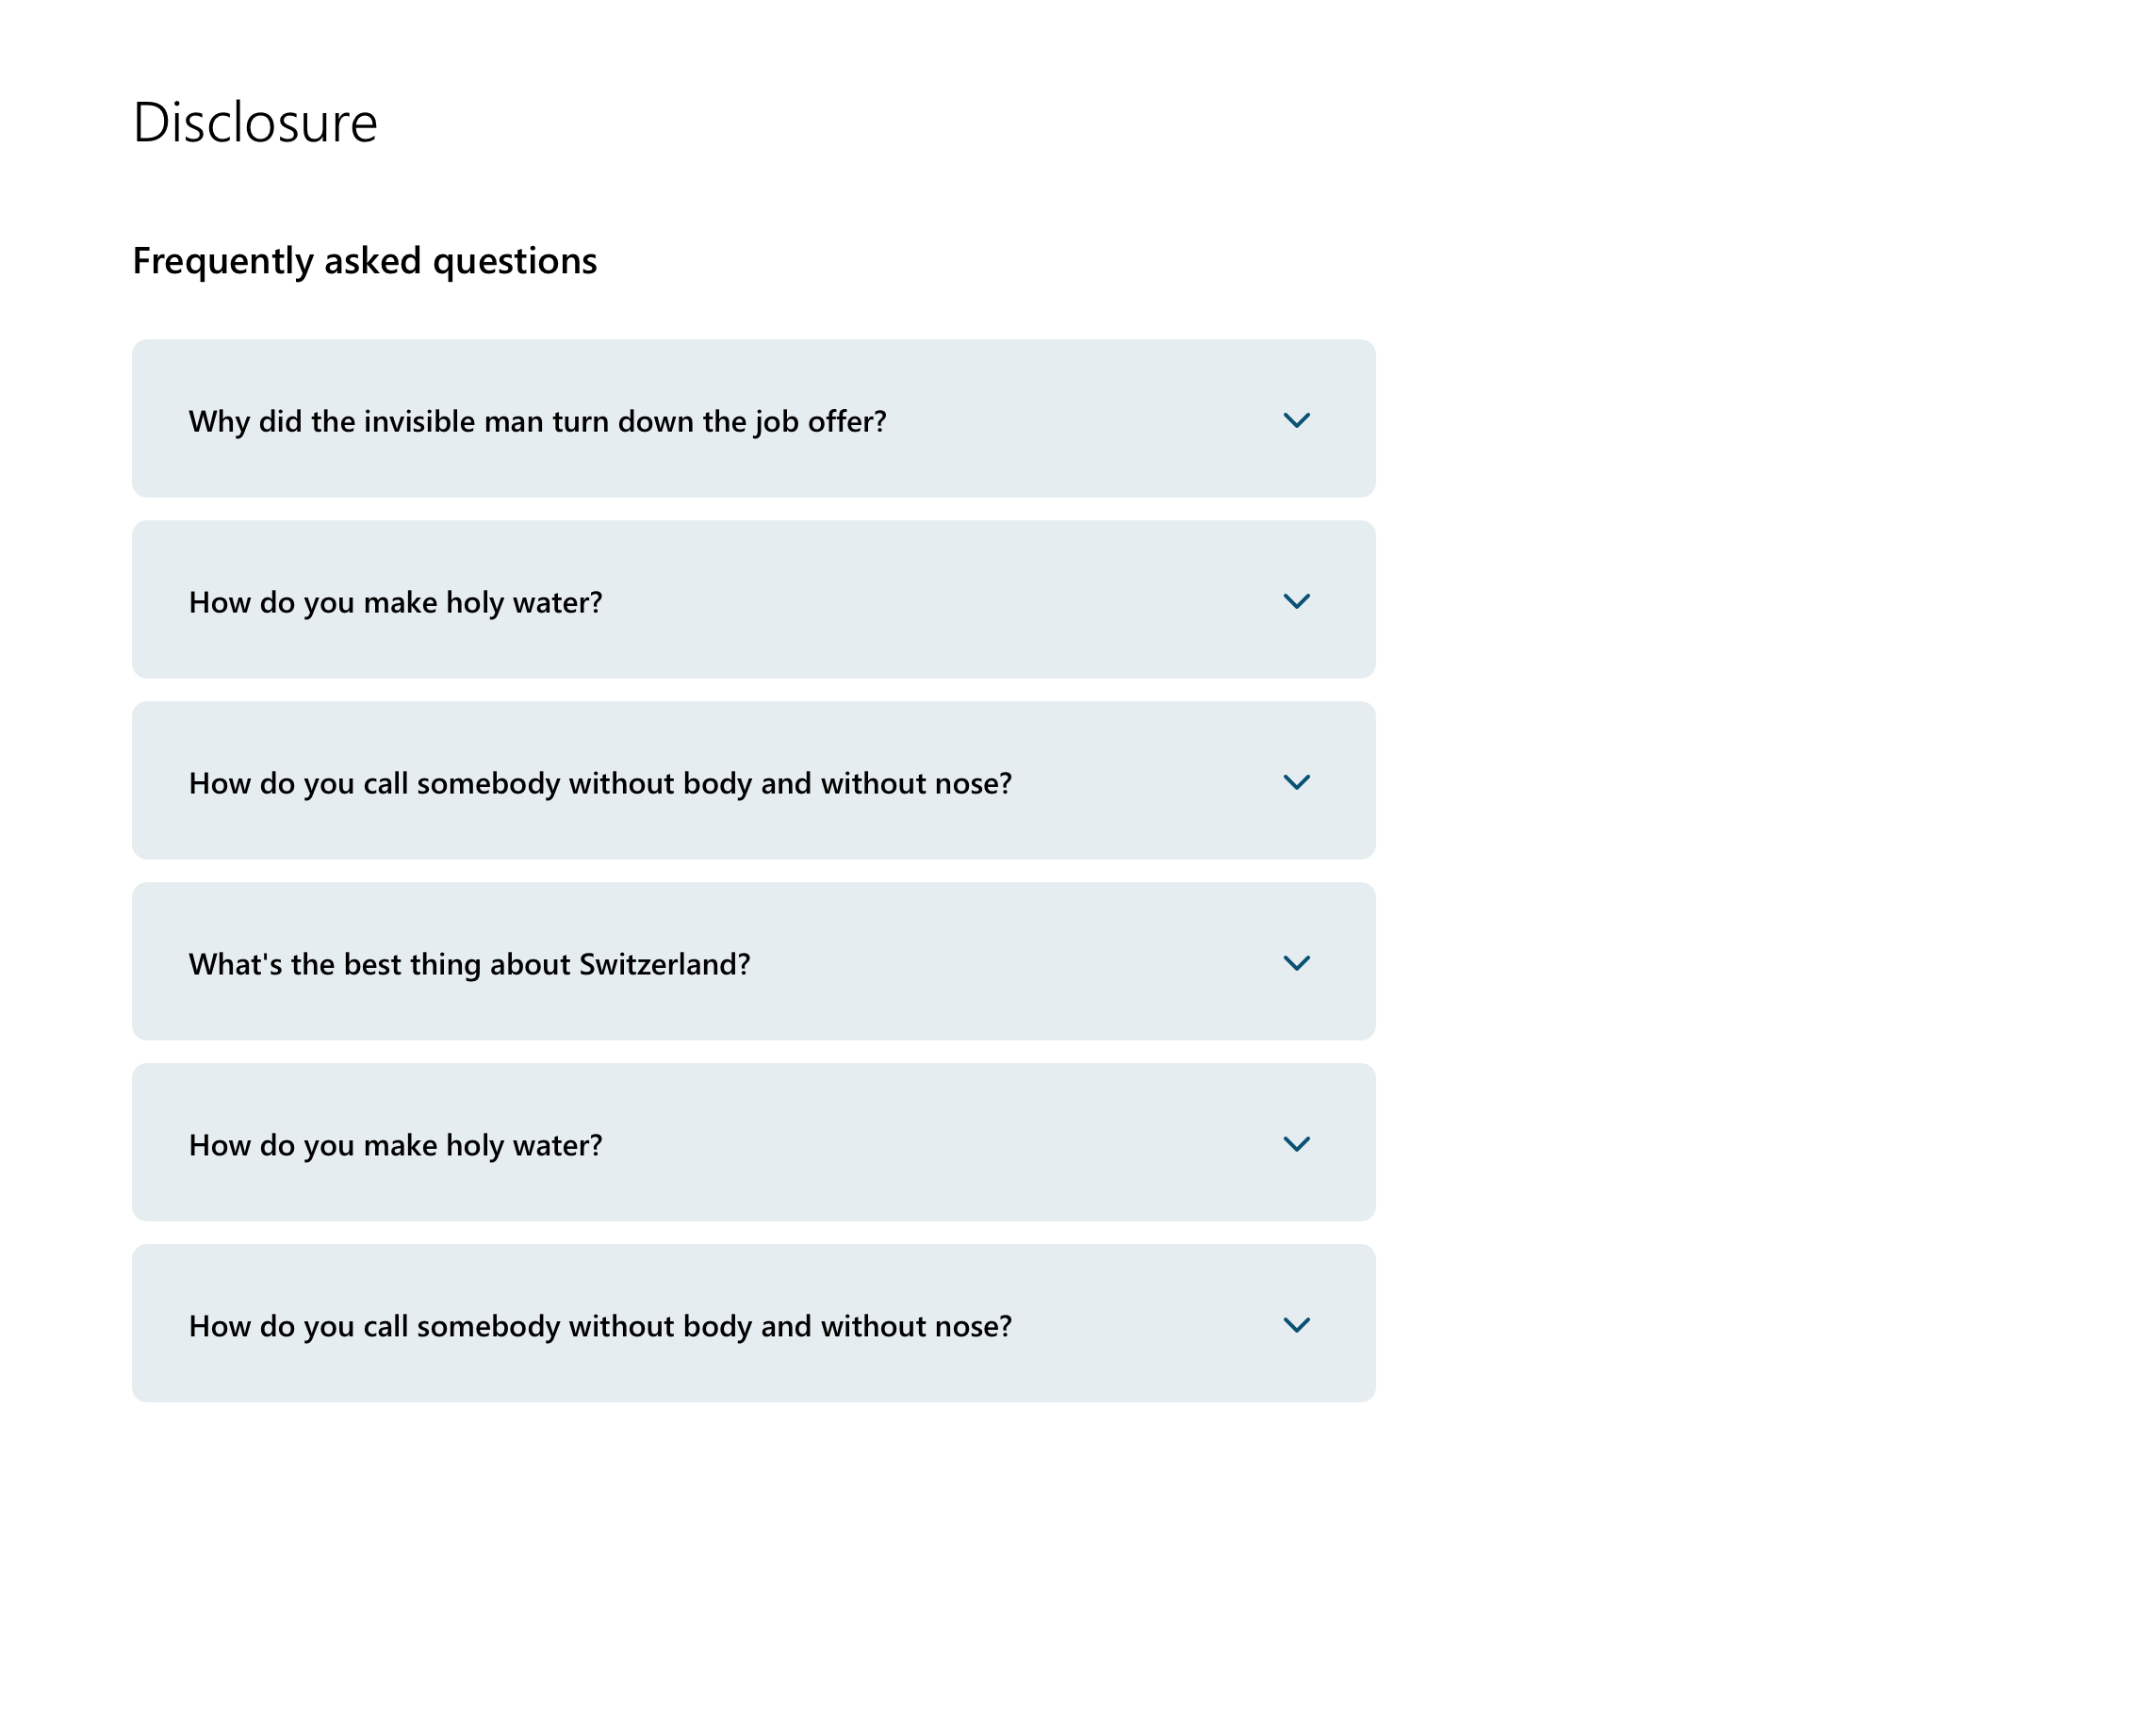 Disclosure
Frequently asked questions
Why did the invisible man turn down the job offer?
How do you make holy water?
How do you call somebody without body and without nose?
What's the best thing about Switzerland?
How do you make holy water?
How do you call somebody without body and without nose?